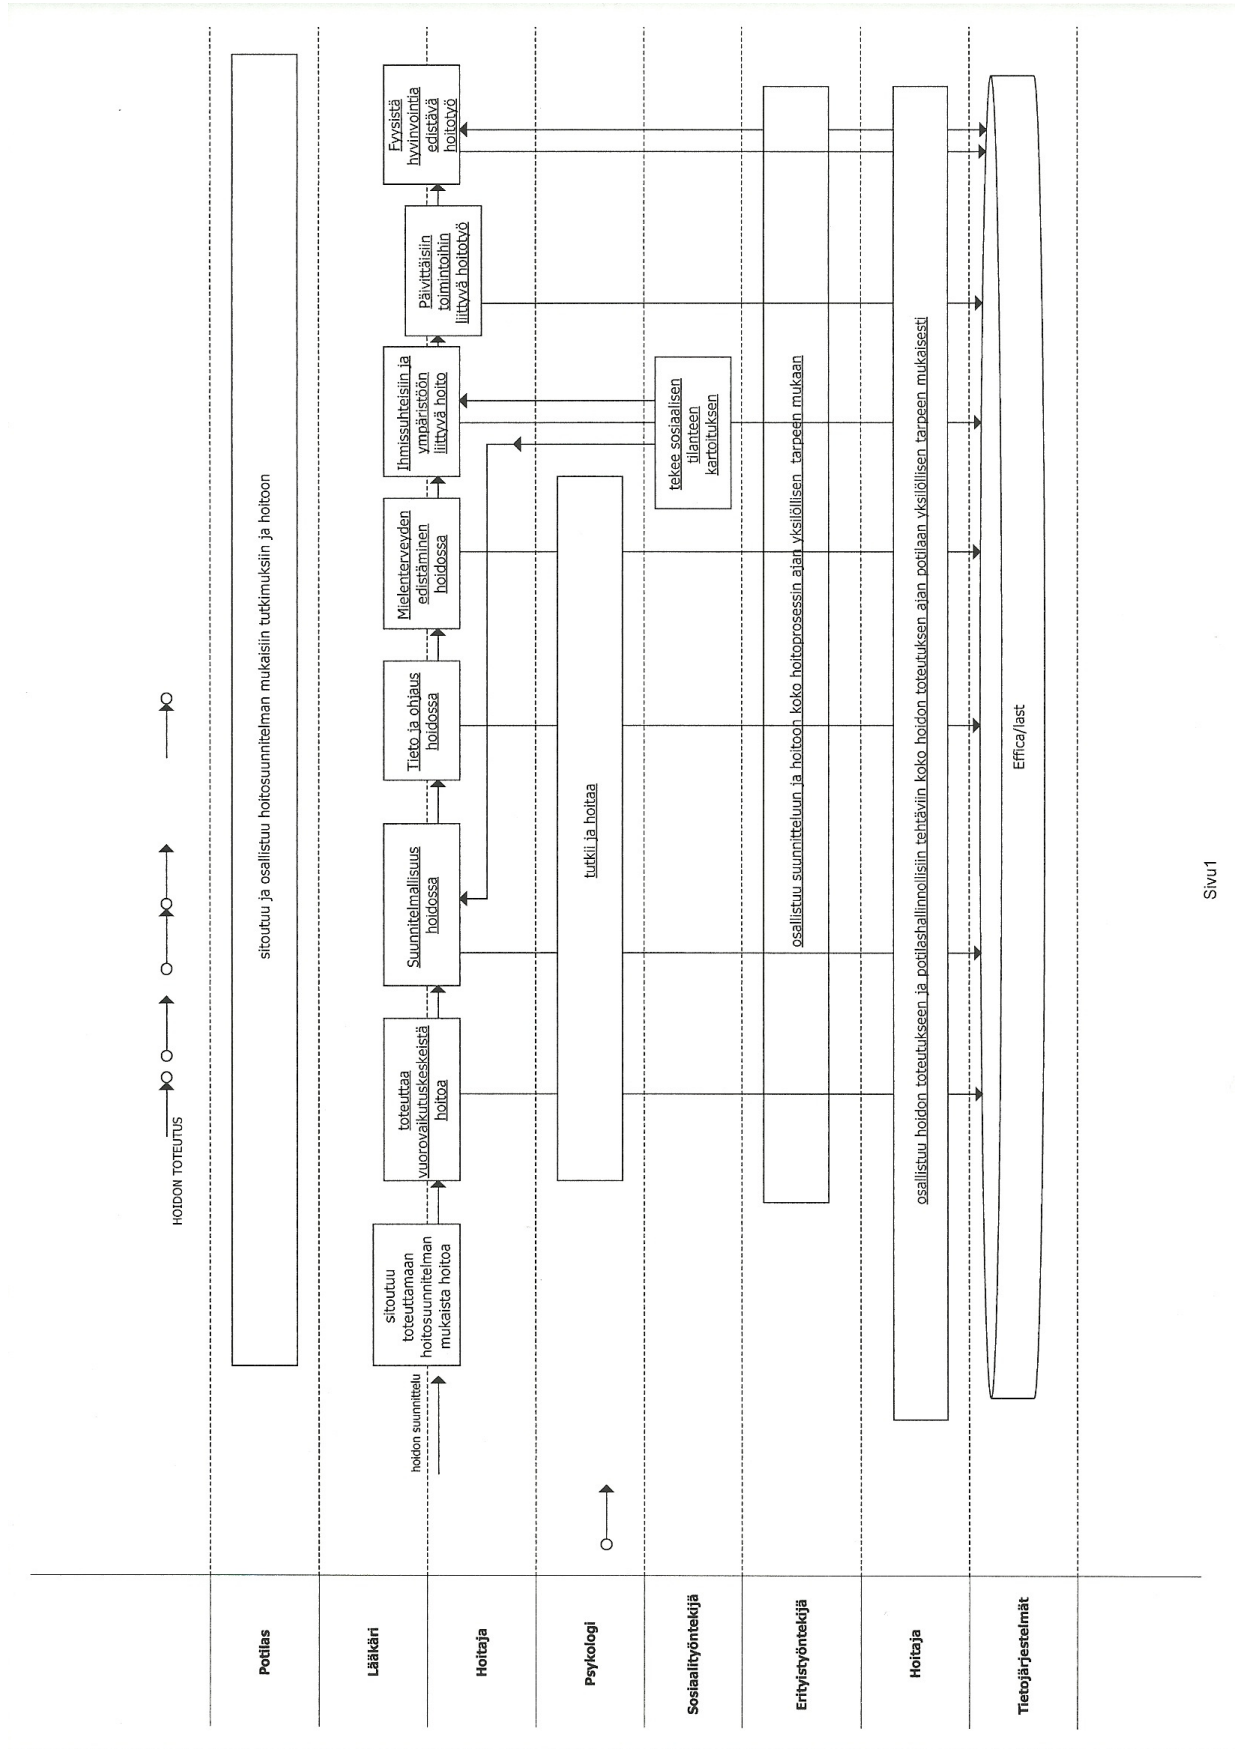 HOIDON TOTEUTUS
Potilas
sitoutuu ja osallistuu hoitosuunnitelman mukaisiin tutkimuksiin ja hoitoon
Lääkäri
Hoitaja
hoidon suunnittelu
sitoutuu
toteuttamaan
hoitosuunnitelman
mukaista hoitoa
toteuttaa
vuorovaikutuskeskeistä
hoitoa
Suunnitelmallisuus
hoidossa
Tieto ja ohjaus
hoidossa
Mielenterveyden
edistäminen
hoidossa
Ihmissuhteisiin ja
ympäristöön
liittyvä hoito
Päivittäisiin
toimintoihin
liittyvä hoitotyö
Fyysistä
hyvinvointia
edistävä
hoitotyö
Psykologi
tutkii ja hoitaa
Sosiaalityöntekijä
tekee sosiaalisen
tilanteen
kartoituksen
Erityistyöntekijä
osallistuu suunnitteluun ja hoitoon koko hoitoprosessin ajan yksilöllisen tarpeen mukaan
Hoitaja
osallistuu hoidon toteutukseen ja potilashallinnollisiin tehtäviin koko hoidon toteutuksen ajan potilaan yksilöllisen tarpeen mukaisesti
Tietojärjestelmät
Effica/last
Sivu1